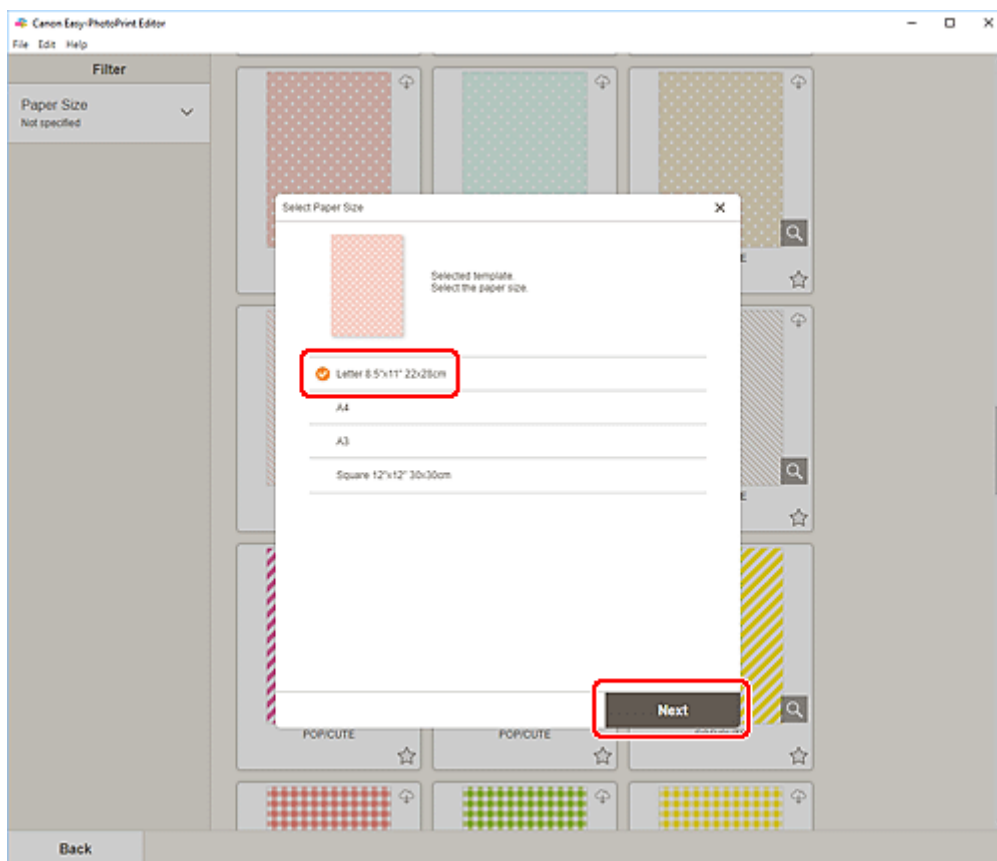 Canon Easy-PhotoPrint Editor
File Edit Help
Filter
Paper Size
Not specified
Select Paper Size
Selected template.
Select the paper size.
Letter 8.5"x11" 22x28cm
A4
A3
Square 12"x12" 30x30cm
Next
POP/CUTE
POP/CUTE
Back